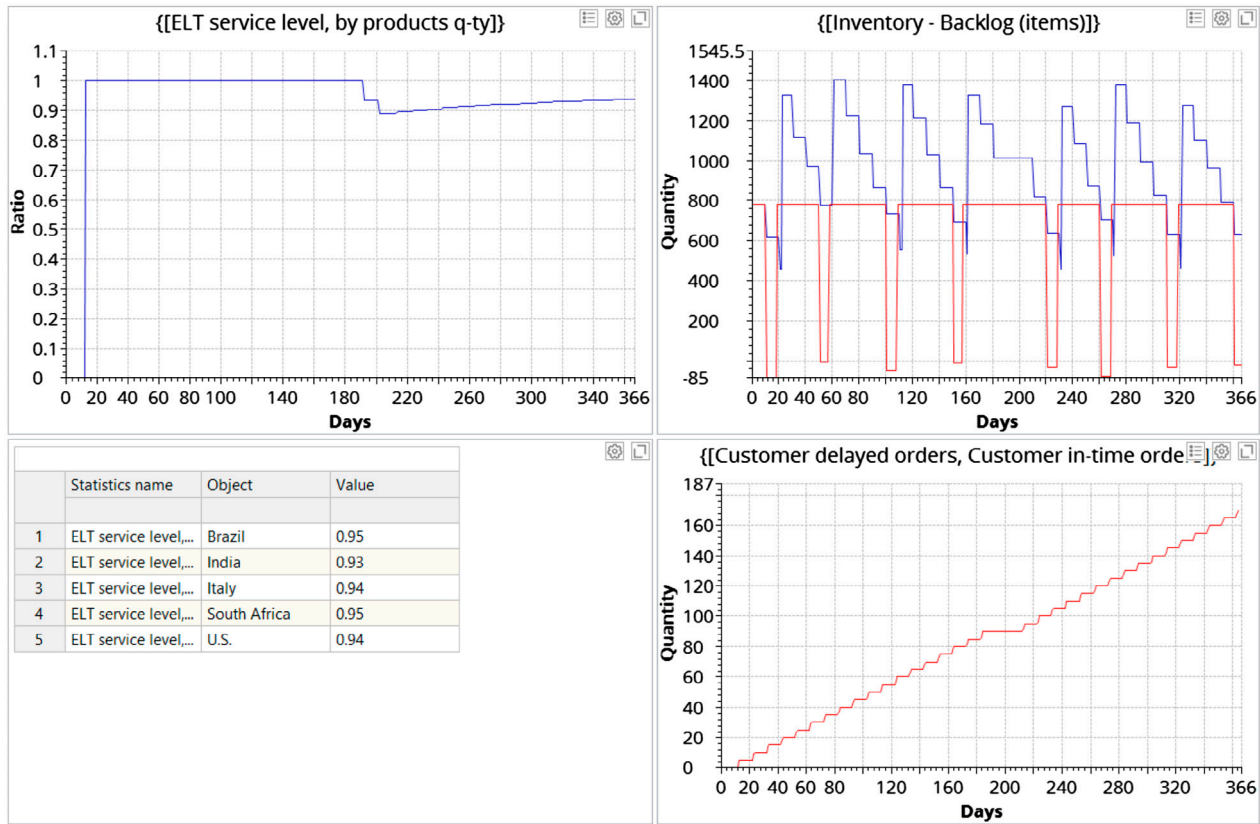 {[ELT service level, by products q-ty]}
1.1
1
0.9
0.8
0.7
0.6
0.5
0.4
0.3
0.2
0.1
0
Ratio
0 20 40 60 80 100 140 180 220 260 300 340 366
Days
{[Inventory - Backlog (items)]}
1545.5
1400
1200
1000
800
600
400
200
-85
Quantity
0 20 40 60 80 120 160 200 240 280 320 366
Days
Statistics name Object Value
1 ELT service level,... Brazil 0.95
2 ELT service level,... India 0.93
3 ELT service level,... Italy 0.94
4 ELT service level,... South Africa 0.95
5 ELT service level,... U.S. 0.94
{[Customer delayed orders, Customer in-time orders],
187
160
140
120
100
80
60
40
20
0
Quantity
0 20 40 60 80 120 160 200 240 280 320 366
Days